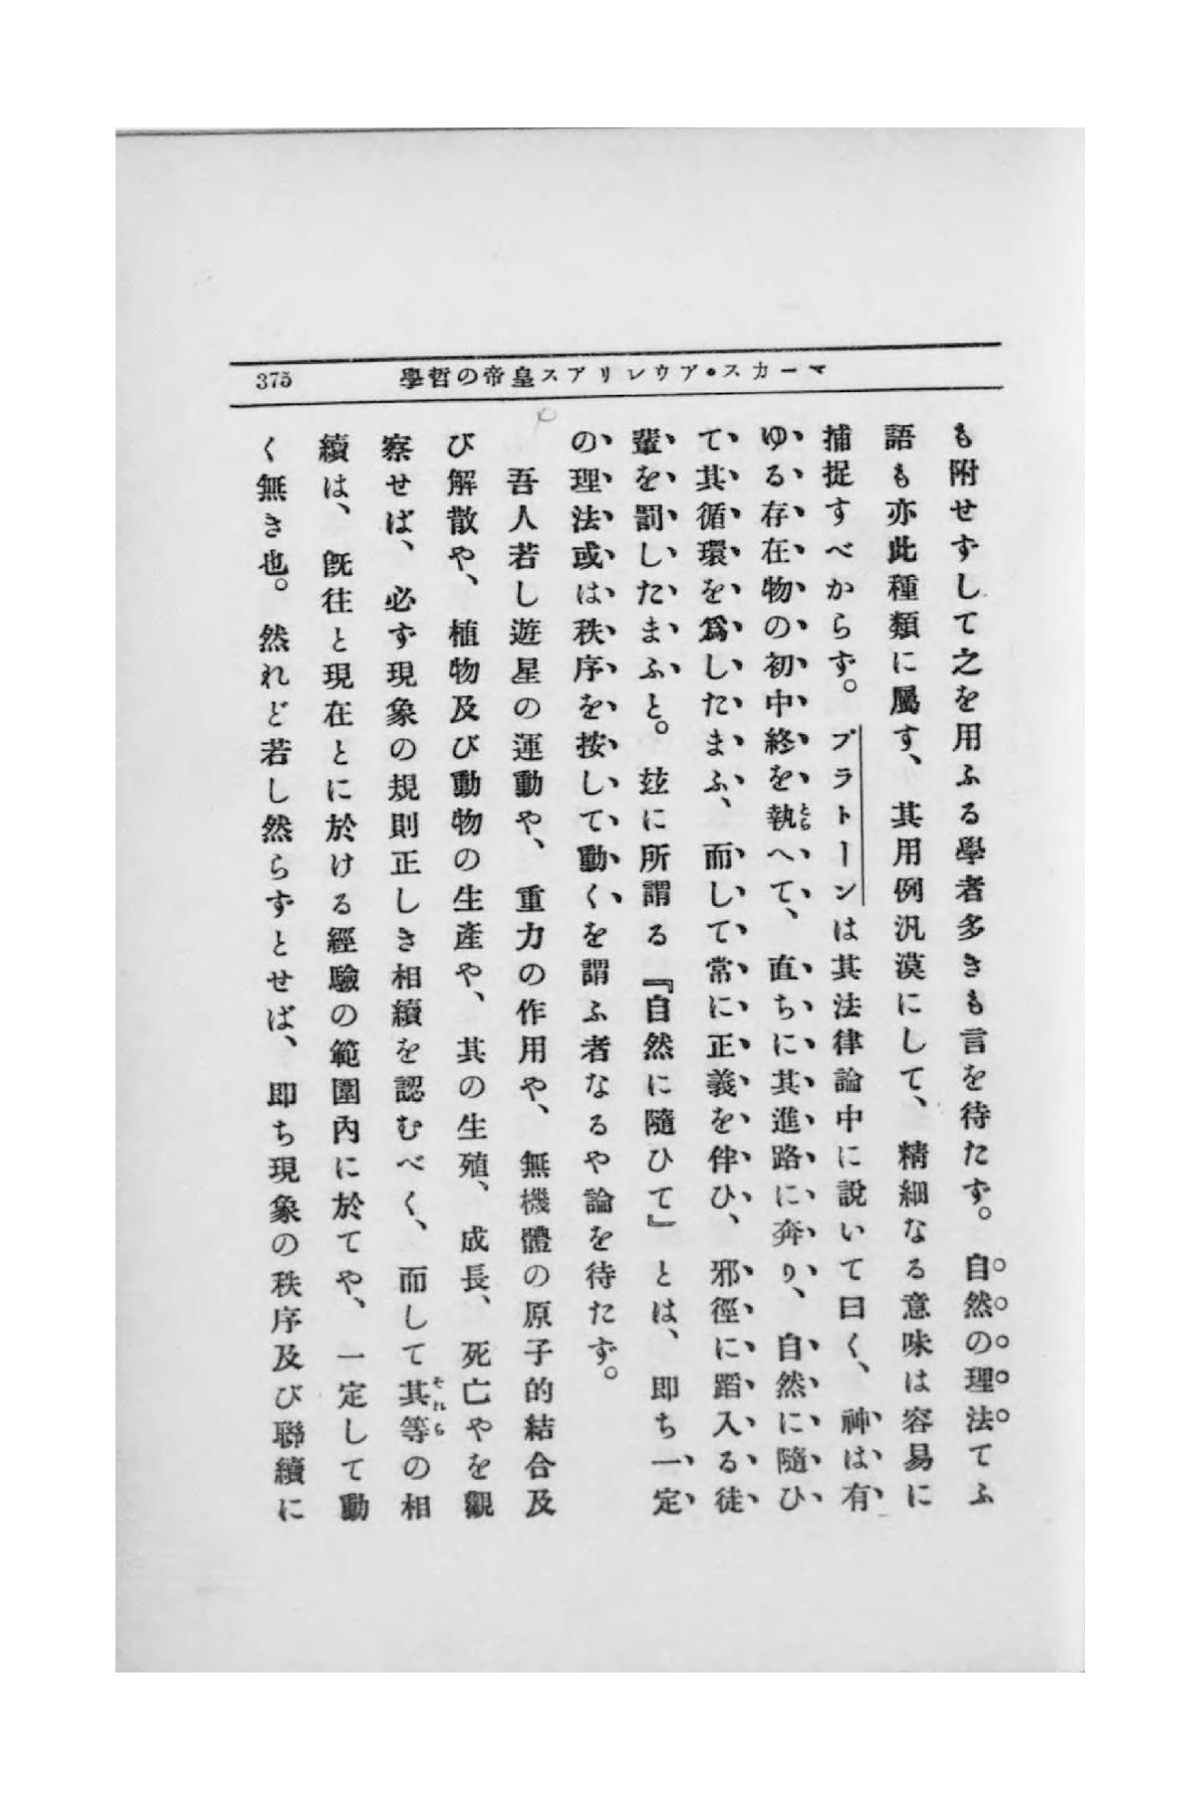 マーカス・アウレリアス皇帝の哲學
375
も附せずして之を用ふる學者多きも言を待たず。自然の理法てふ
語も亦此種類に屬す、其用例汎漠にして、精細なる意味は容易に
捕捉すべからず。プラトーンは其法律論中に說いて曰く、神は有
ゆる存在物の初中終を執へて、直ちに其進路に奔り、自然に隨ひ
とら
て其循環を爲したまふ、而して常に正義を伴ひ、邪徑に蹈入る徒
輩を罰したまふと。玆に所謂る『自然に隨ひて』とは、即ち一定
の理法或は秩序を按して動くを謂ふ者なるや論を待たず。
吾人若し遊星の運動や、重力の作用や、無機體の原子的結合及
び解散や、植物及び動物の生產や、其の生殖、成長、死亡やを觀
察せば、必ず現象の規則正しき相續を認むべく、而して其等の相
それら
續は、旣往と現在とに於ける經驗の範圍內に於てや、一定して動
く無き也。然れど若し然らずとせば、即ち現象の秩序及び聯續に